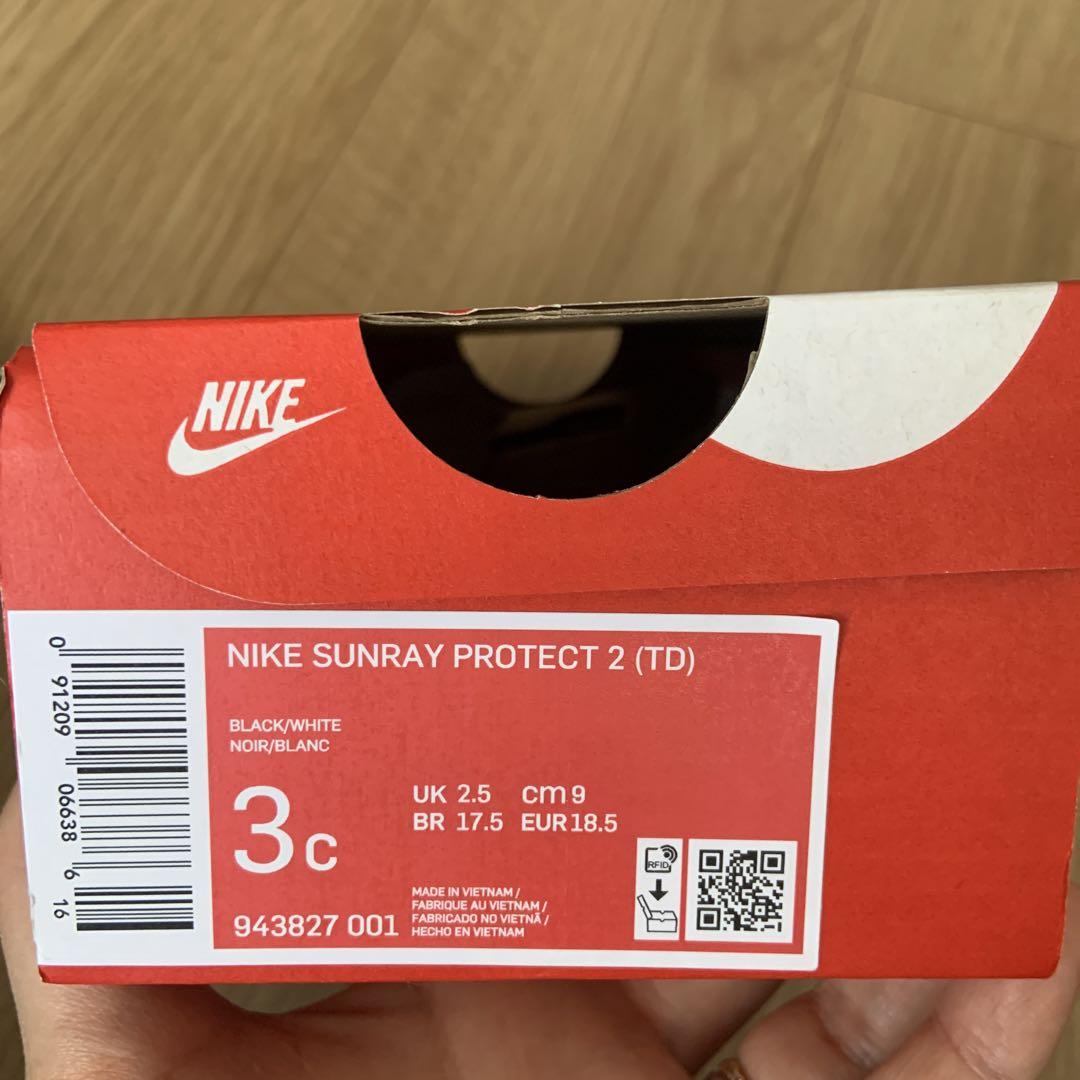 NIKE
NIKE SUNRAY PROTECT 2 (TD)
BLACK/WHITE
NOIR/BLANC
3c
UK 2.5 cm 9
BR 17.5 EUR 18.5
943827 001
MADE IN VIETNAM /
FABRIQUE AU VIETNAM /
FABRICADO NO VIETNÃ /
HECHO EN VIETNAM
RFID
0 91209 06638 6 16